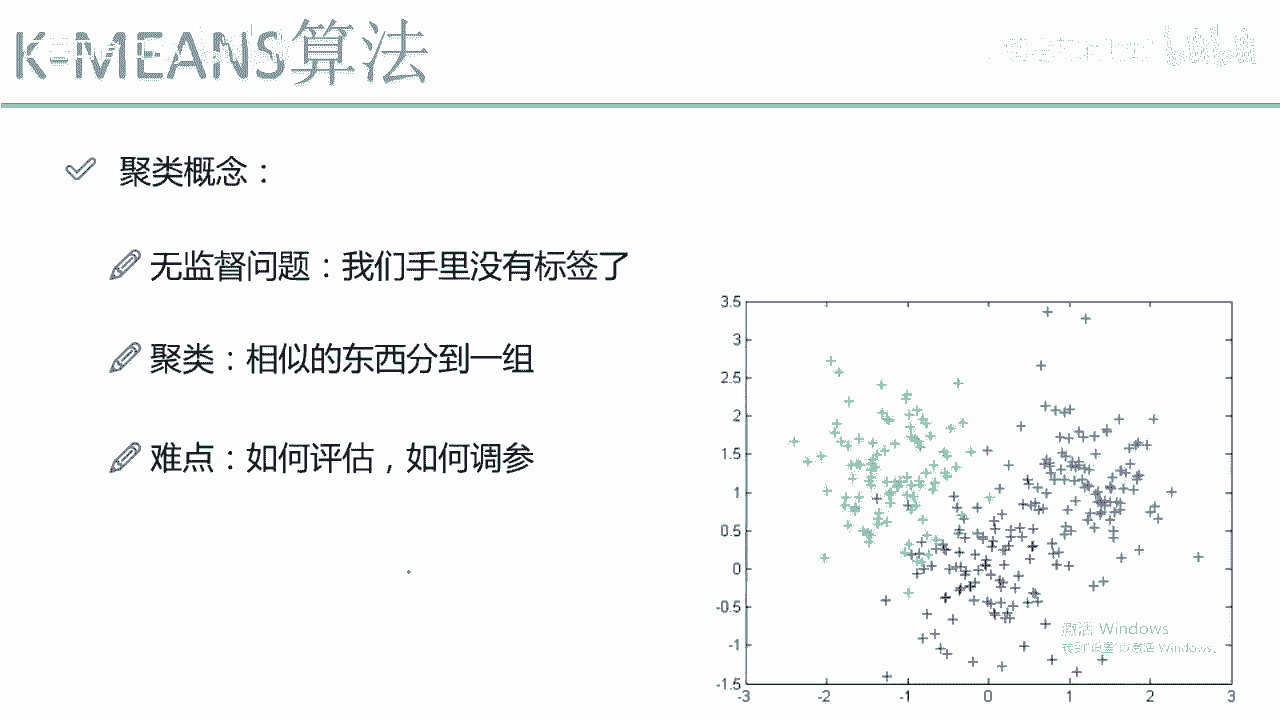 K-MEANS算法
聚类概念：
无监督问题：我们手里没有标签了
聚类：相似的东西分到一组
难点：如何评估，如何调参
3.5
3
2.5
2
1.5
1
0.5
0
-0.5
-1
-1.5
-3 -2 -1 0 1 2 3
激活 Windows
转到"设置"以激活 Windows。